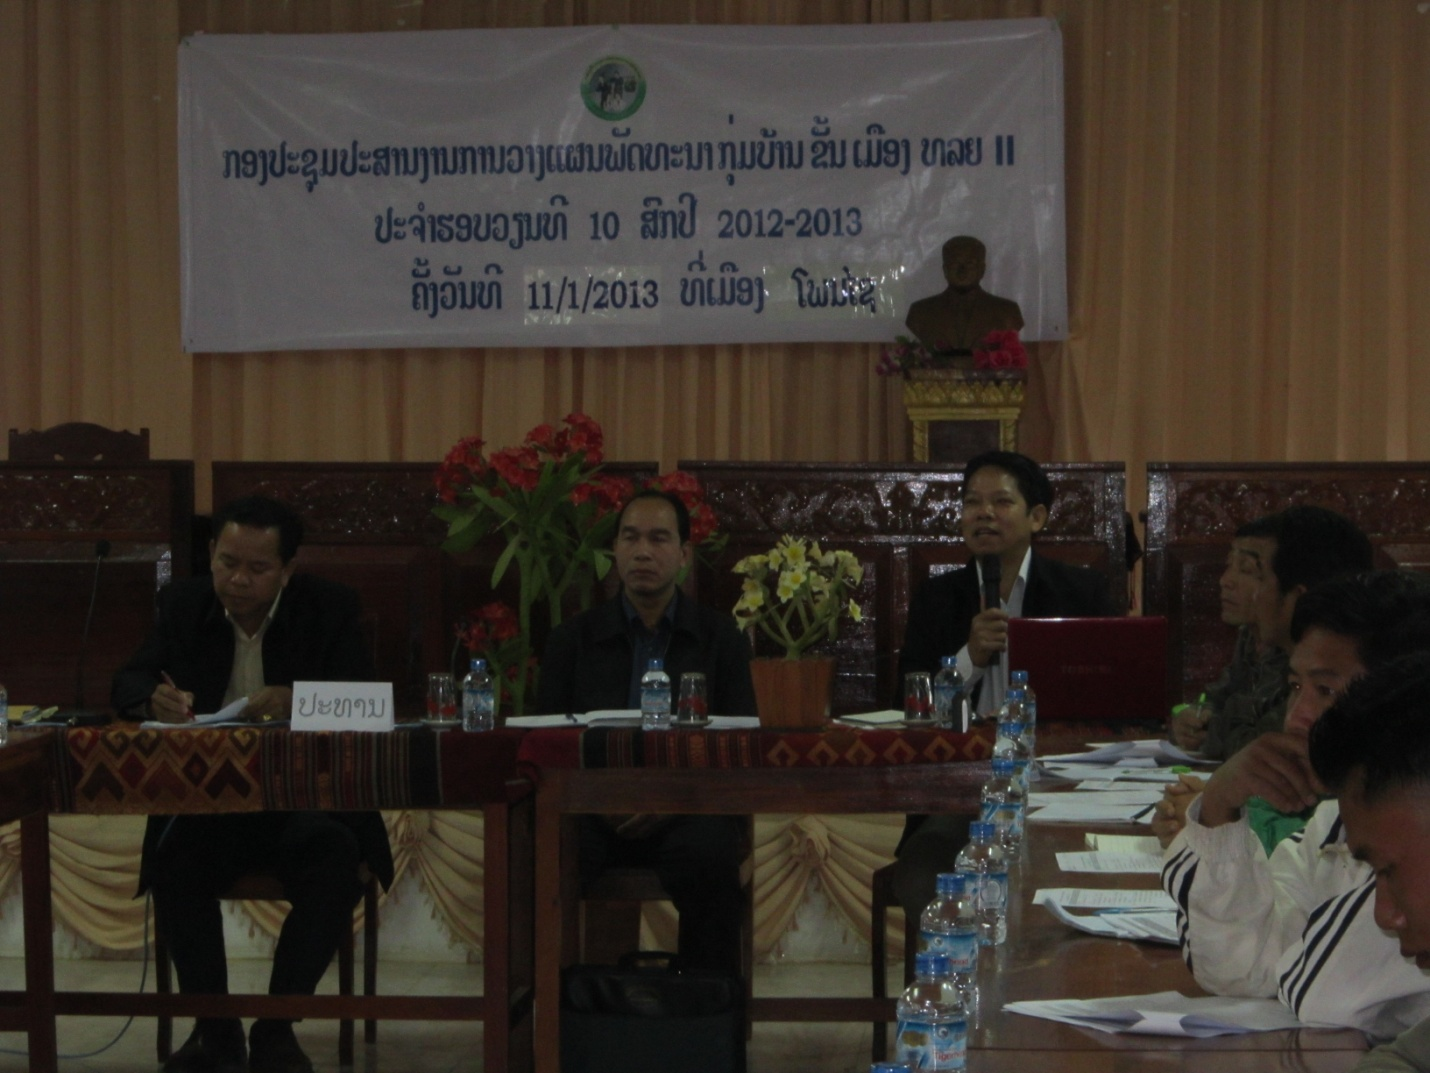 ກອງປະຊຸມປະສານງານການວາງແຜນພັດທະນາ ກຸ່ມບ້ານ ຂັ້ນ ເມືອງ ທລຍ II
ປະຈຳຮອບວຽນທີ 10 ສົກປີ 2012-2013
ຄັ້ງວັນທີ 11/1/2013 ທີ່ເມືອງ ໂພນໄຊ
ປະທານ